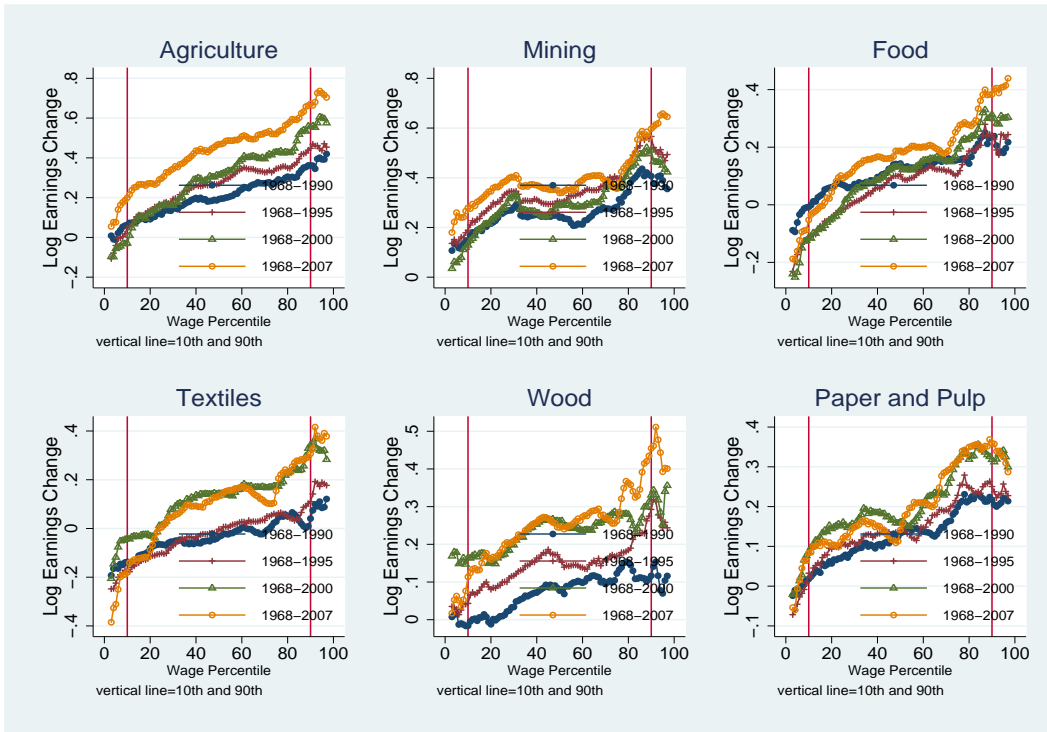 Agriculture
Log Earnings Change
.8
.6
.4
.2
0
-.2
1968-1990
1968-1995
1968-2000
1968-2007
0 20 40 60 80 100
Wage Percentile
vertical line=10th and 90th
Mining
Log Earnings Change
.8
.6
.4
.2
0
1968-1990
1968-1995
1968-2000
1968-2007
0 20 40 60 80 100
Wage Percentile
vertical line=10th and 90th
Food
Log Earnings Change
.4
.2
0
-.2
1968-1990
1968-1995
1968-2000
1968-2007
0 20 40 60 80 100
Wage Percentile
vertical line=10th and 90th
Textiles
Log Earnings Change
.4
.2
0
-.2
-.4
1968-1990
1968-1995
1968-2000
1968-2007
0 20 40 60 80 100
Wage Percentile
vertical line=10th and 90th
Wood
Log Earnings Change
.5
.4
.3
.2
.1
0
1968-1990
1968-1995
1968-2000
1968-2007
0 20 40 60 80 100
Wage Percentile
vertical line=10th and 90th
Paper and Pulp
Log Earnings Change
.4
.3
.2
.1
0
-.1
1968-1990
1968-1995
1968-2000
1968-2007
0 20 40 60 80 100
Wage Percentile
vertical line=10th and 90th